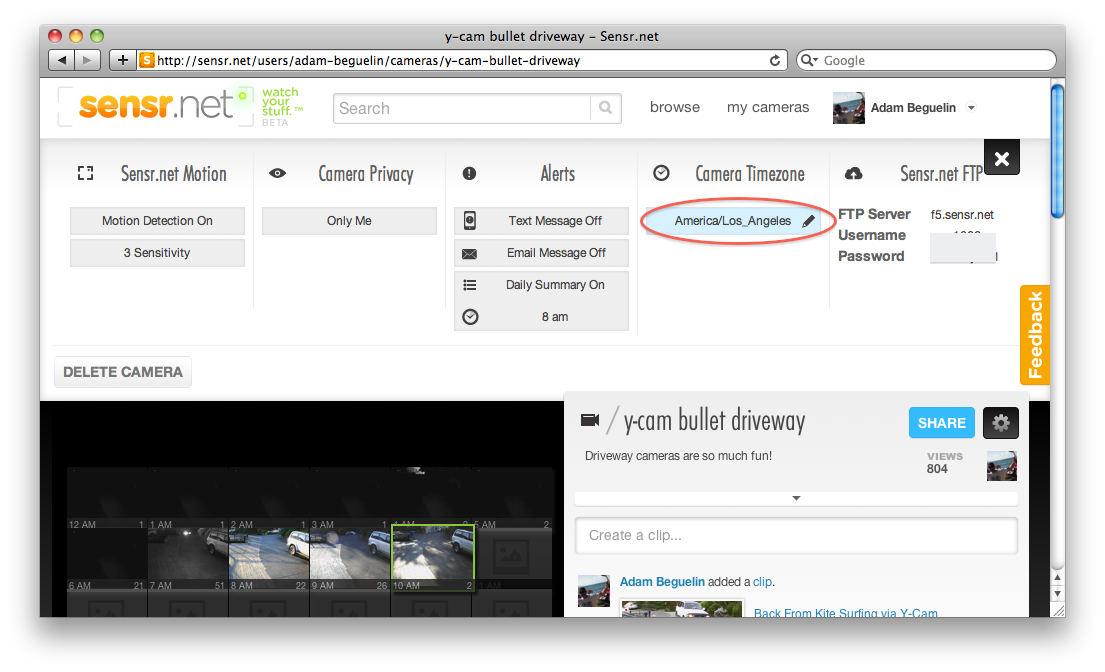 y-cam bullet driveway – Sensr.net
http://sensr.net/users/adam-beguelin/cameras/y-cam-bullet-driveway
Google
sensr.net
watch
your
stuff.™
BETA
Search
browse
my cameras
Adam Beguelin
Sensr.net Motion
Camera Privacy
Alerts
Camera Timezone
Sensr.net FTP
Motion Detection On
3 Sensitivity
Only Me
Text Message Off
Email Message Off
Daily Summary On
8 am
America/Los_Angeles
FTP Server f5.sensr.net
Username
Password
Feedback
DELETE CAMERA
y-cam bullet driveway
SHARE
Driveway cameras are so much fun!
VIEWS
804
Create a clip...
Adam Beguelin added a clip.
Back From Kite Surfing via Y-Cam
12 AM 1 1 AM 1 2 AM 1 3 AM 1 2
6 AM 21 7 AM 51 8 AM 22 9 AM 26 10 AM 2